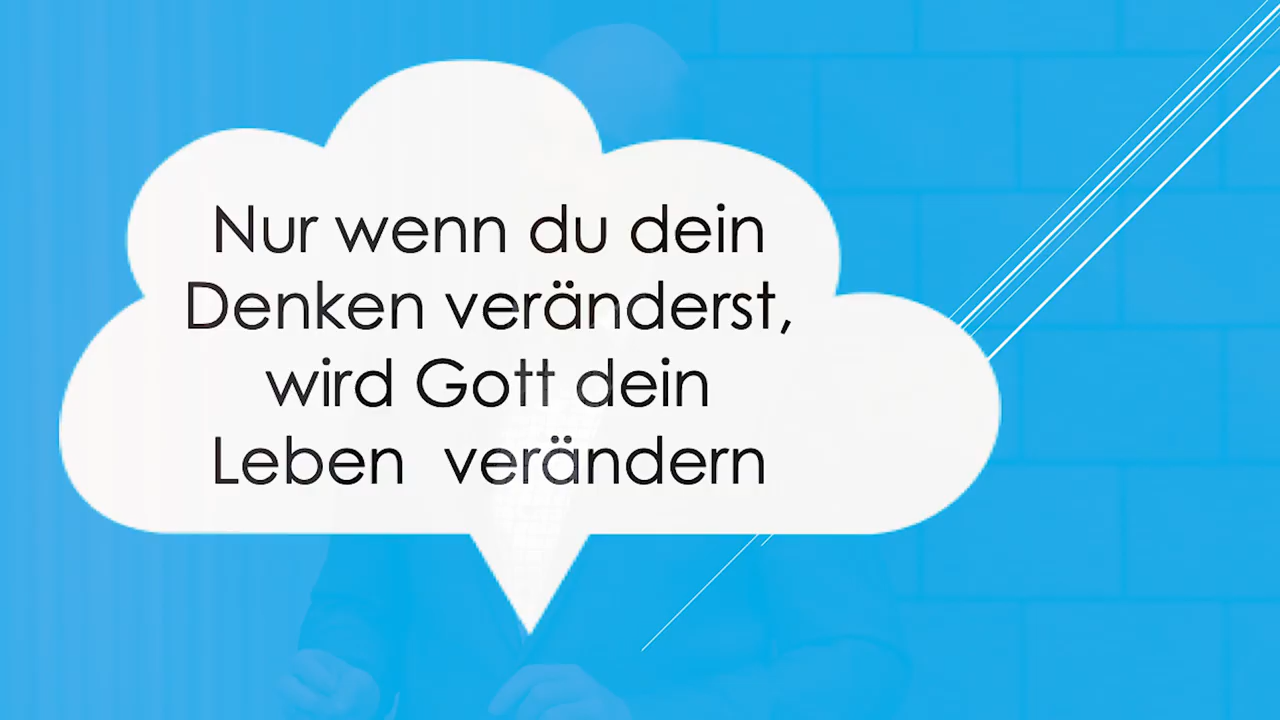 Nur wenn du dein
Denken veränderst,
wird Gott dein
Leben  verändern